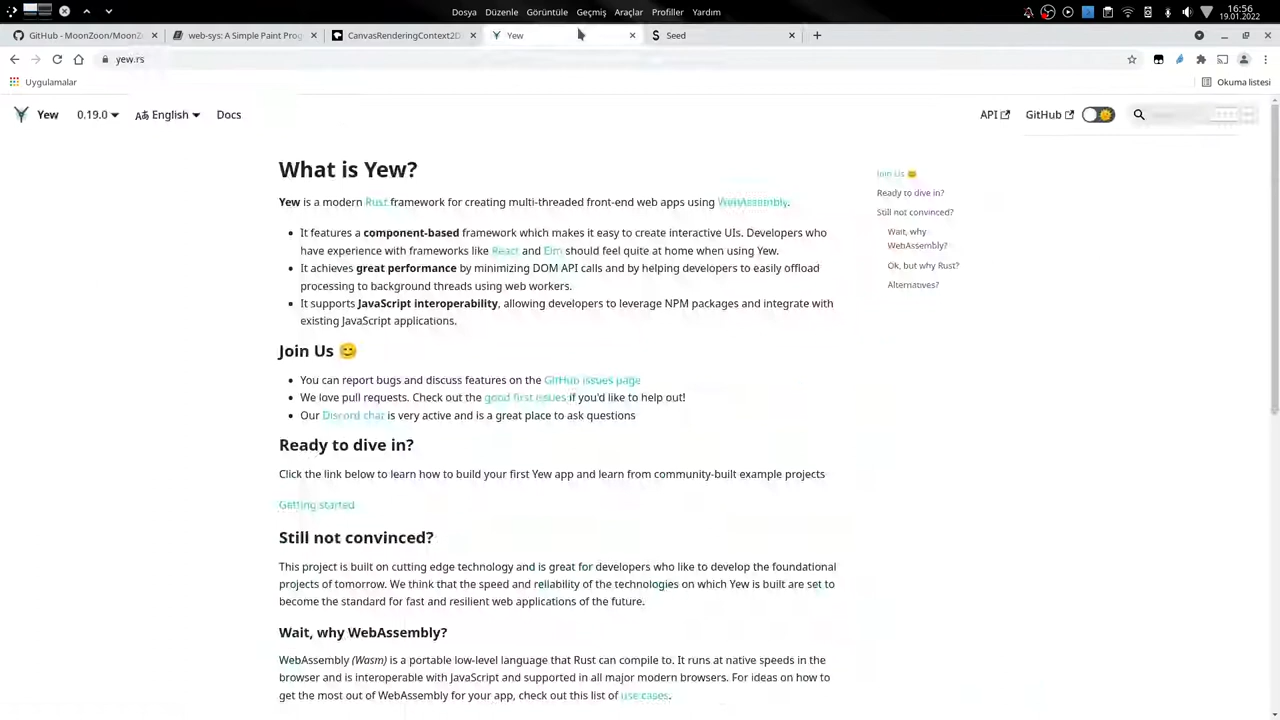 Dosya Düzenle Görüntüle Geçmiş Araçlar Profiller Yardım
16:56
19.01.2022
GitHub - MoonZoon/MoonZ
web-sys: A Simple Paint Prog
CanvasRenderingContext2D
Yew
Seed
yew.rs
Uygulamalar
Okuma listesi
Yew 0.19.0 English Docs API GitHub
What is Yew?
Yew is a modern Rust framework for creating multi-threaded front-end web apps using WebAssembly.
It features a component-based framework which makes it easy to create interactive UIs. Developers who
have experience with frameworks like React and Elm should feel quite at home when using Yew.
It achieves great performance by minimizing DOM API calls and by helping developers to easily offload
processing to background threads using web workers.
It supports JavaScript interoperability, allowing developers to leverage NPM packages and integrate with
existing JavaScript applications.
Join Us 😊
You can report bugs and discuss features on the GitHub issues page
We love pull requests. Check out the good first issues if you'd like to help out!
Our Discord chat is very active and is a great place to ask questions
Ready to dive in?
Click the link below to learn how to build your first Yew app and learn from community-built example projects
Getting started
Still not convinced?
This project is built on cutting edge technology and is great for developers who like to develop the foundational
projects of tomorrow. We think that the speed and reliability of the technologies on which Yew is built are set to
become the standard for fast and resilient web applications of the future.
Wait, why WebAssembly?
WebAssembly (Wasm) is a portable low-level language that Rust can compile to. It runs at native speeds in the
browser and is interoperable with JavaScript and supported in all major modern browsers. For ideas on how to
get the most out of WebAssembly for your app, check out this list of use cases.
Join Us 😊
Ready to dive in?
Still not convinced?
Wait, why
WebAssembly?
Ok, but why Rust?
Alternatives?